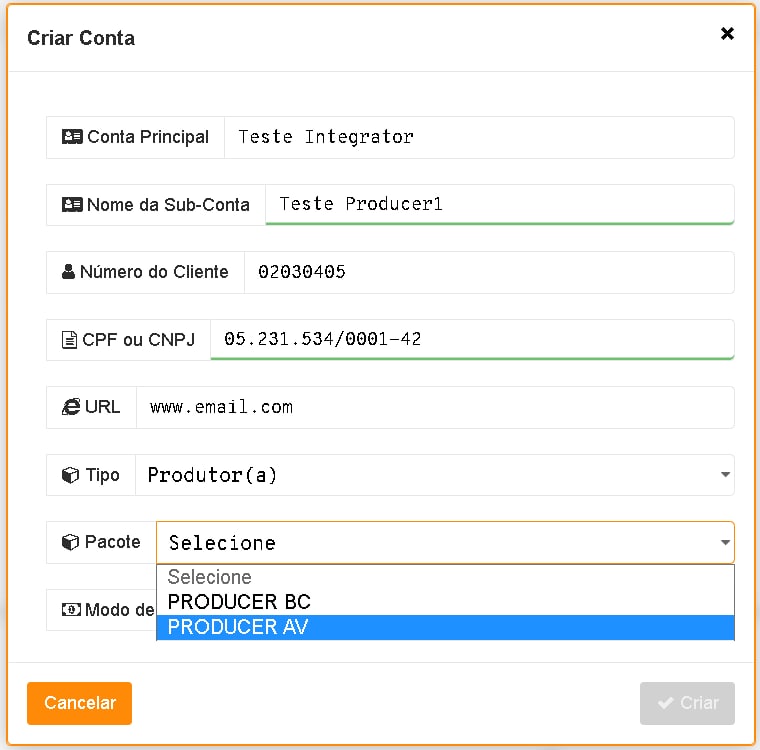 Criar Conta
Conta Principal Teste Integrator
Nome da Sub-Conta Teste Producer1
Número do Cliente 02030405
CPF ou CNPJ 05.231.534/0001-42
URL www.email.com
Tipo Produtor(a)
Pacote Selecione
Selecione
PRODUCER BC
Modo de
PRODUCER AV
Cancelar Criar